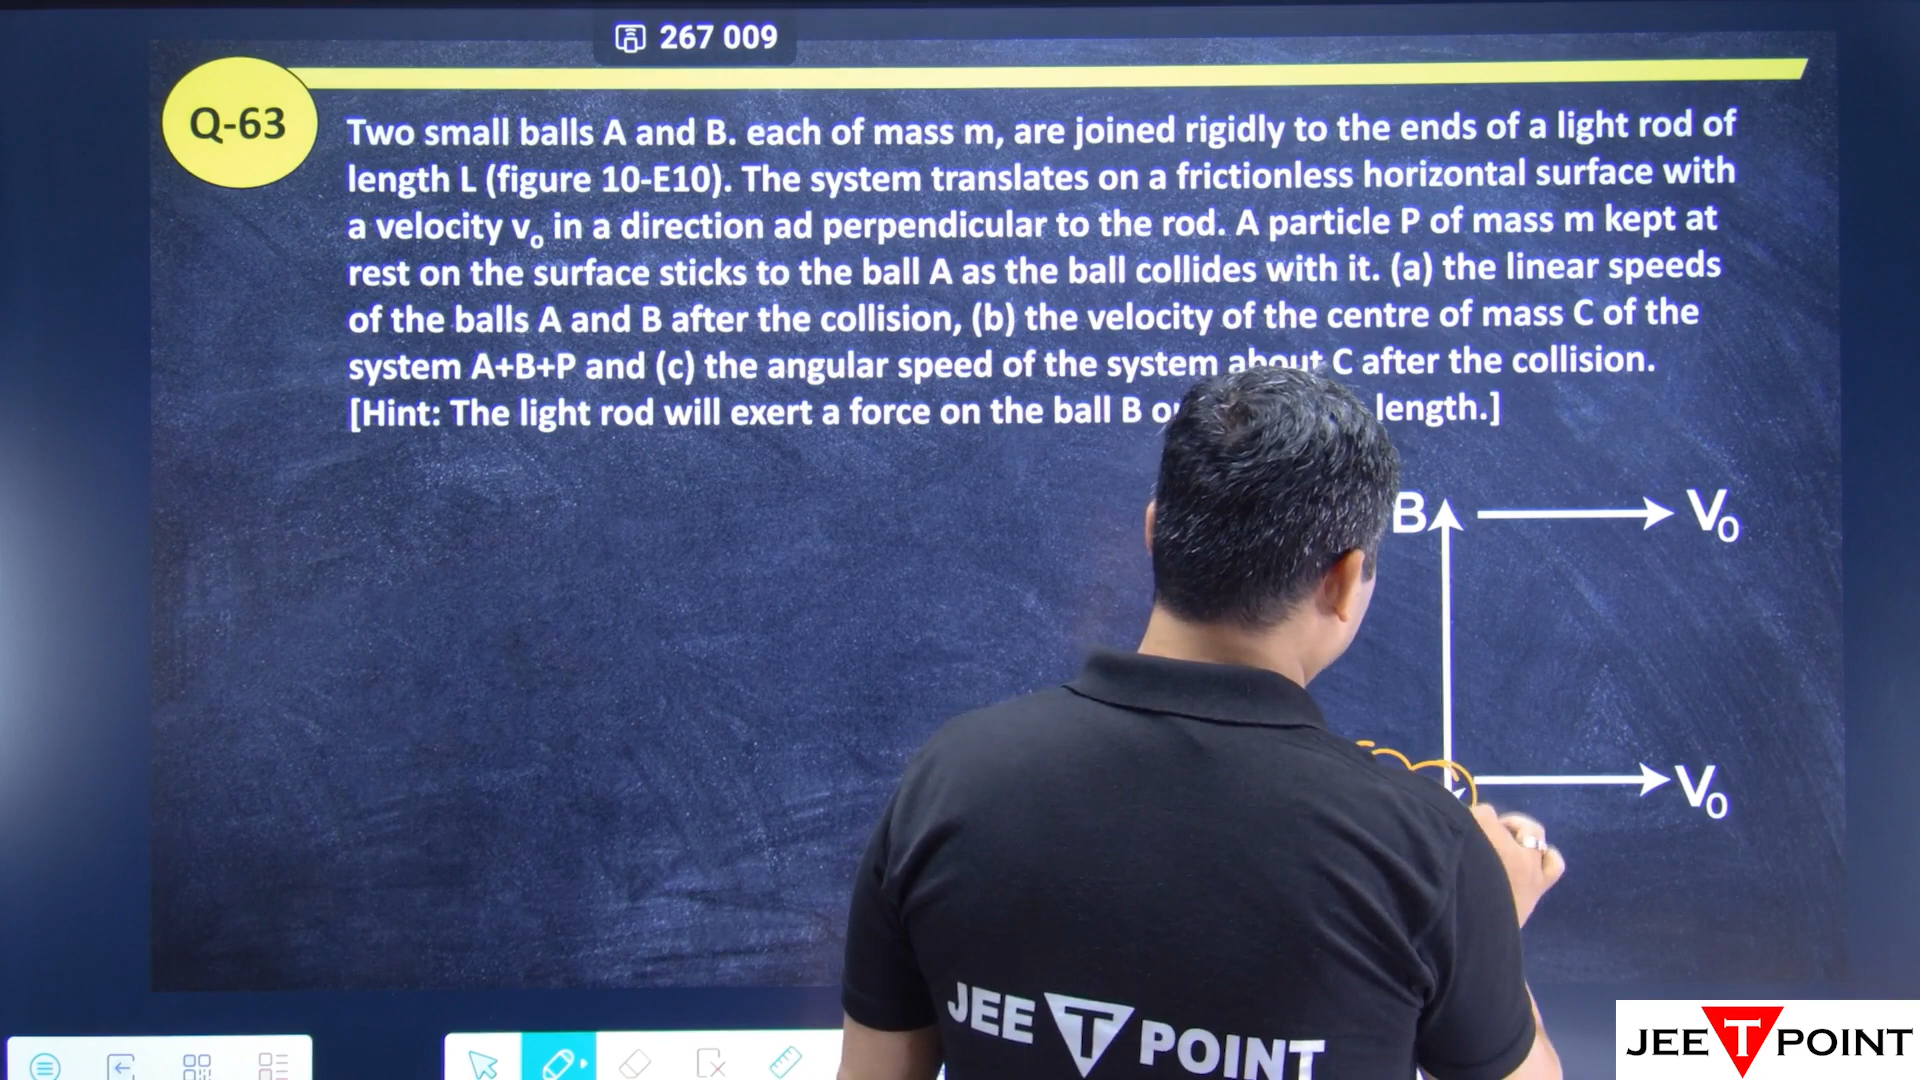 267 009
Q-63
Two small balls A and B. each of mass m, are joined rigidly to the ends of a light rod of
length L (figure 10-E10). The system translates on a frictionless horizontal surface with
a velocity vo in a direction ad perpendicular to the rod. A particle P of mass m kept at
rest on the surface sticks to the ball A as the ball collides with it. (a) the linear speeds
of the balls A and B after the collision, (b) the velocity of the centre of mass C of the
system A+B+P and (c) the angular speed of the system about C after the collision.
[Hint: The light rod will exert a force on the ball B length.]
B V0
V0
JEE T POINT
JEE T POINT